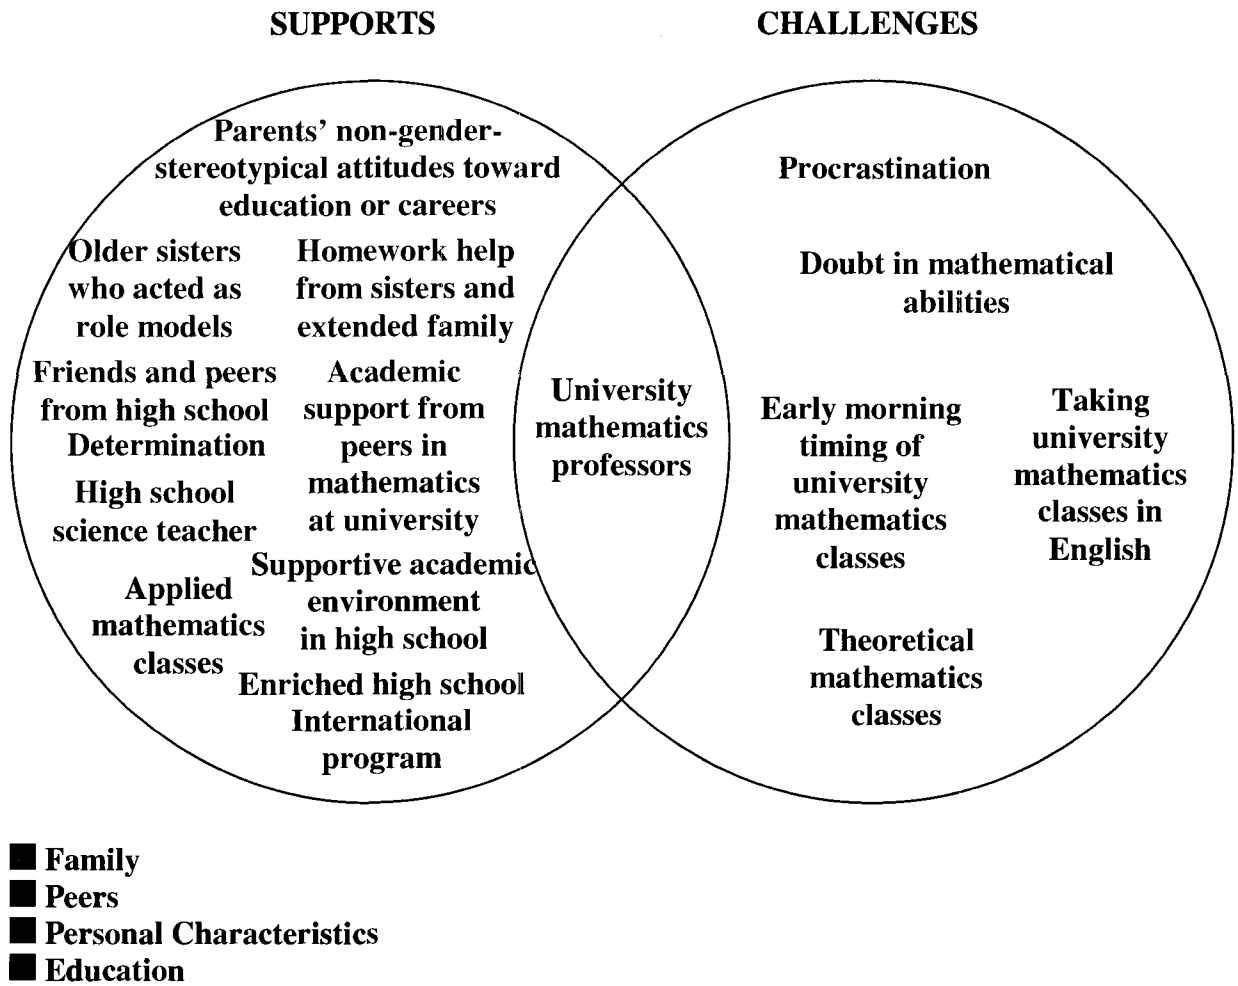 SUPPORTS
CHALLENGES
Parents' non-gender-
stereotypical attitudes toward
education or careers
Older sisters
who acted as
role models
Homework help
from sisters and
extended family
Friends and peers
from high school
Determination
High school
science teacher
Applied
mathematics
classes
Academic
support from
peers in
mathematics
at university
Supportive academic
environment
in high school
Enriched high school
International
program
University
mathematics
professors
Procrastination
Doubt in mathematical
abilities
Early morning
timing of
university
mathematics
classes
Taking
university
mathematics
classes in
English
Theoretical
mathematics
classes
Family
Peers
Personal Characteristics
Education